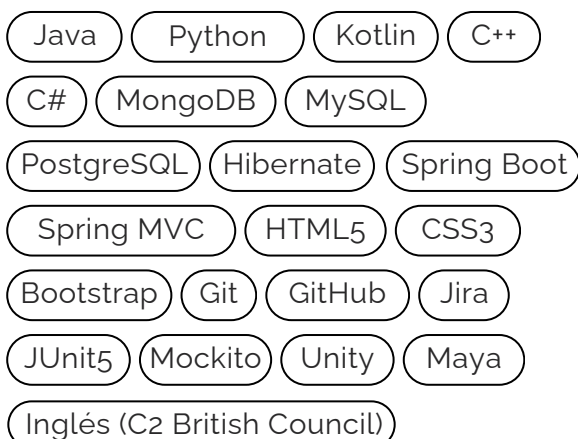 Java Python Kotlin C++
C# MongoDB MySQL
PostgreSQL Hibernate Spring Boot
Spring MVC HTML5 CSS3
Bootstrap Git GitHub Jira
JUnit5 Mockito Unity Maya
Inglés (C2 British Council)